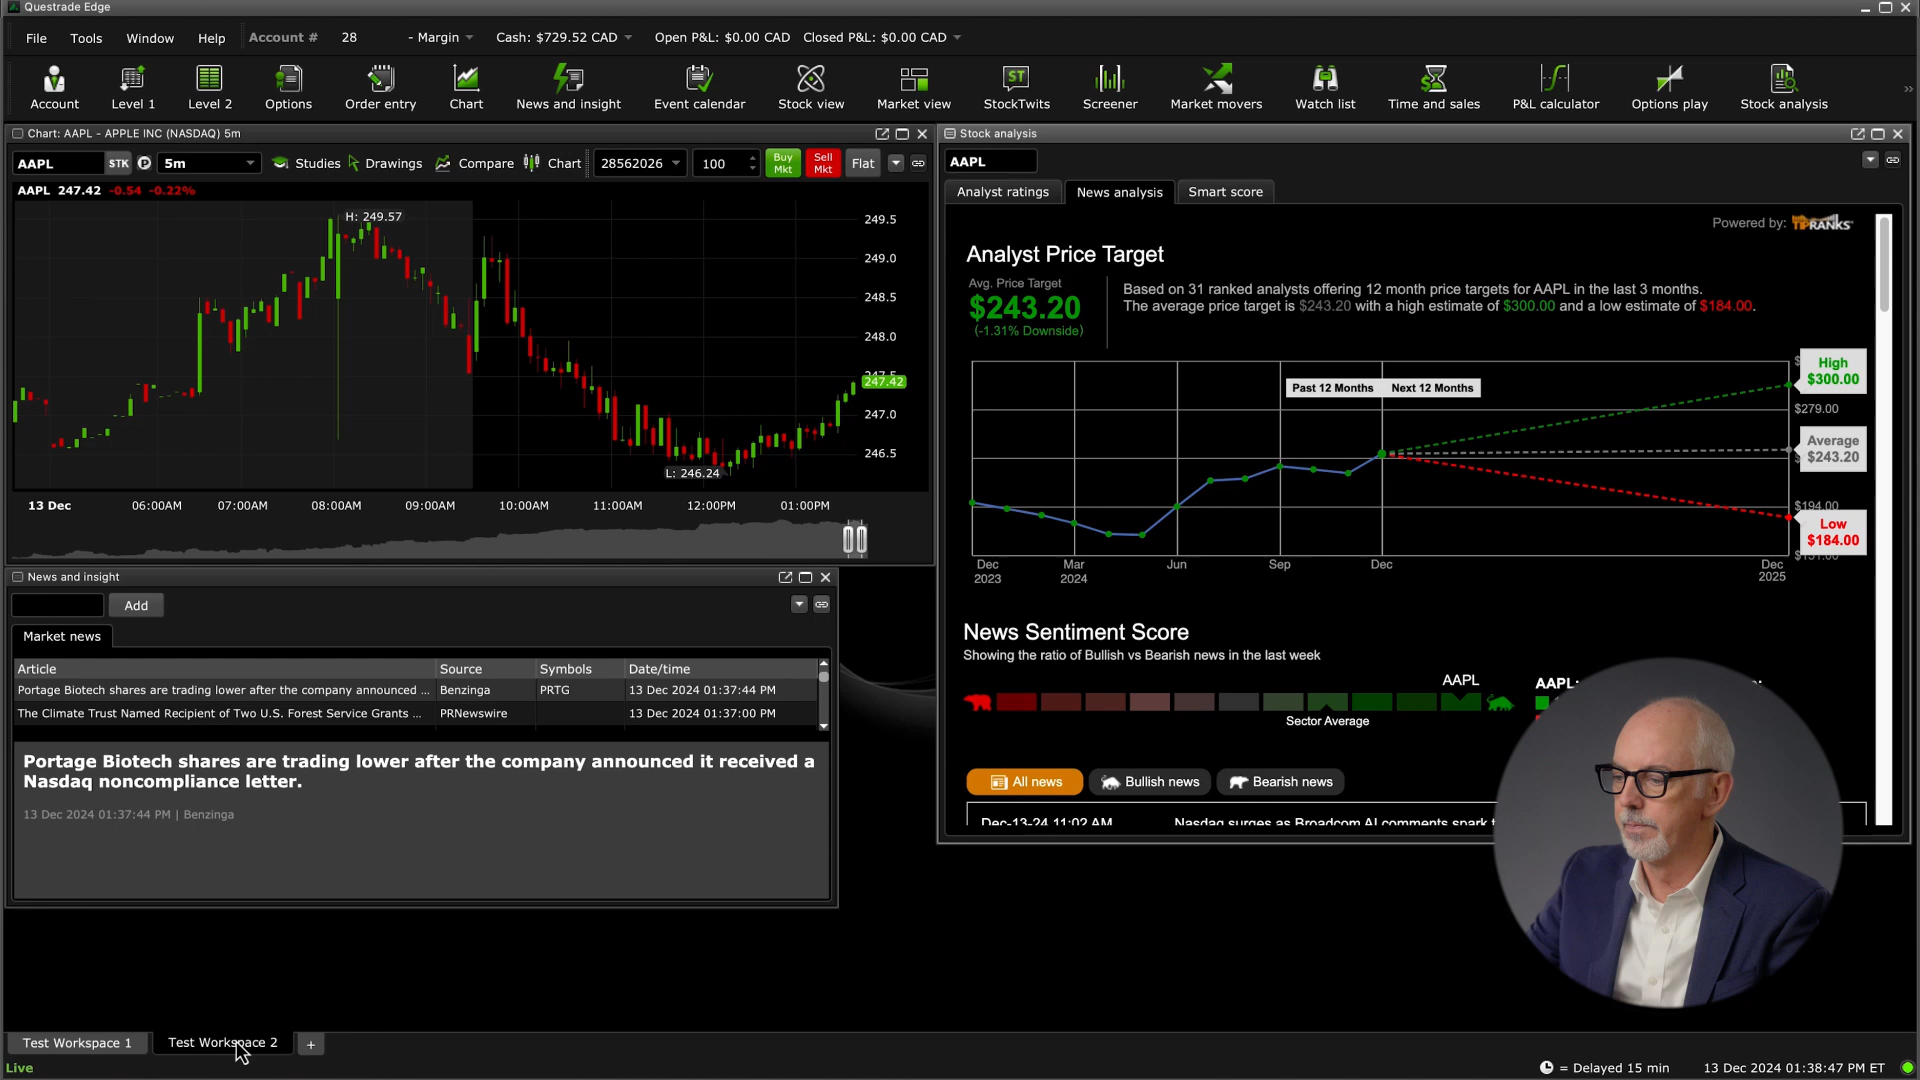 Questrade Edge
File Tools Window Help Account # 28 - Margin Cash: $729.52 CAD Open P&L: $0.00 CAD Closed P&L: $0.00 CAD
Account Level 1 Level 2 Options Order entry Chart News and insight Event calendar Stock view Market view StockTwits Screener Market movers Watch list Time and sales P&L calculator Options play Stock analysis
Chart: AAPL - APPLE INC (NASDAQ) 5m
AAPL STK P 5m Studies Drawings Compare Chart 28562026 100 Buy Mkt Sell Mkt Flat
AAPL 247.42 -0.54 -0.22%
H: 249.57
249.5
249.0
248.5
248.0
247.42
247.0
246.5
L: 246.24
13 Dec 06:00AM 07:00AM 08:00AM 09:00AM 10:00AM 11:00AM 12:00PM 01:00PM
News and insight
Add
Market news
Article Source Symbols Date/time
Portage Biotech shares are trading lower after the company announced ... Benzinga PRTG 13 Dec 2024 01:37:44 PM
The Climate Trust Named Recipient of Two U.S. Forest Service Grants ... PRNewswire 13 Dec 2024 01:37:00 PM
Portage Biotech shares are trading lower after the company announced it received a
Nasdaq noncompliance letter.
13 Dec 2024 01:37:44 PM | Benzinga
Stock analysis
AAPL
Analyst ratings News analysis Smart score
Powered by: TIPRANKS
Analyst Price Target
Avg. Price Target
$243.20
(-1.31% Downside)
Based on 31 ranked analysts offering 12 month price targets for AAPL in the last 3 months.
The average price target is $243.20 with a high estimate of $300.00 and a low estimate of $184.00.
Past 12 Months Next 12 Months
High
$300.00
$279.00
Average
$243.20
$194.00
Low
$184.00
Dec 2023 Mar 2024 Jun Sep Dec Dec 2025
News Sentiment Score
Showing the ratio of Bullish vs Bearish news in the last week
AAPL
AAPL:
Sector Average
All news Bullish news Bearish news
Dec-13-24 11:02 AM Nasdaq surges as Broadcom AI comments spark
Test Workspace 1 Test Workspace 2 +
Live
= Delayed 15 min 13 Dec 2024 01:38:47 PM ET